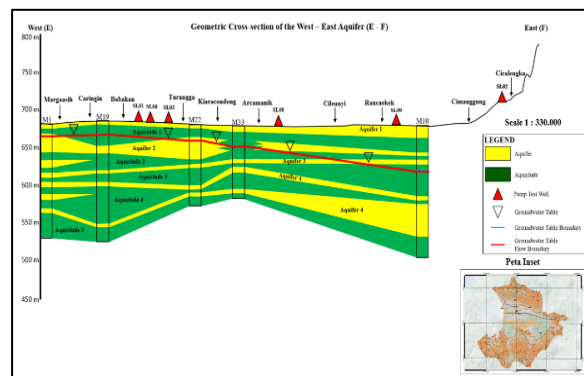 Geometric Cross-section of the West – East Aquifer (E - F)
West (E)
East (F)
800 m
750 m
700 m
650 m
600 m
550 m
500 m
450 m
Margaasih
Caringin
Babakan
SL01
SL04
SL03
Turangga
Kiaracondong
Arcamanik
SL08
Cileunyi
Rancaekek
SL09
Cimanggung
SL02
Cicalengka
M1
M19
M22
M33
M10
Aquiclude 1
Aquifer 2
Aquiclude 2
Aquiclude 3
Aquiclude 4
Aquiclude 5
Aquifer 1
Aquifer 3
Aquifer 4
Aquifer 4
Scale 1 : 330.000
LEGEND
Aquifer
Aquiclude
Pump Test Well
Groundwater Table
Groundwater Table Boundary
Groundwater Table
Flow Boundary
Peta Inset